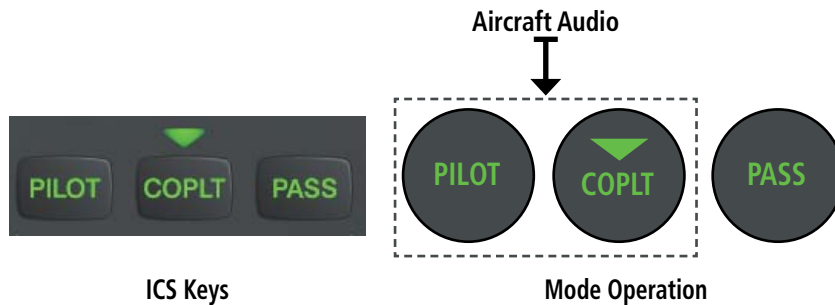 Aircraft Audio
PILOT COPLT PASS
PILOT COPLT PASS
ICS Keys
Mode Operation